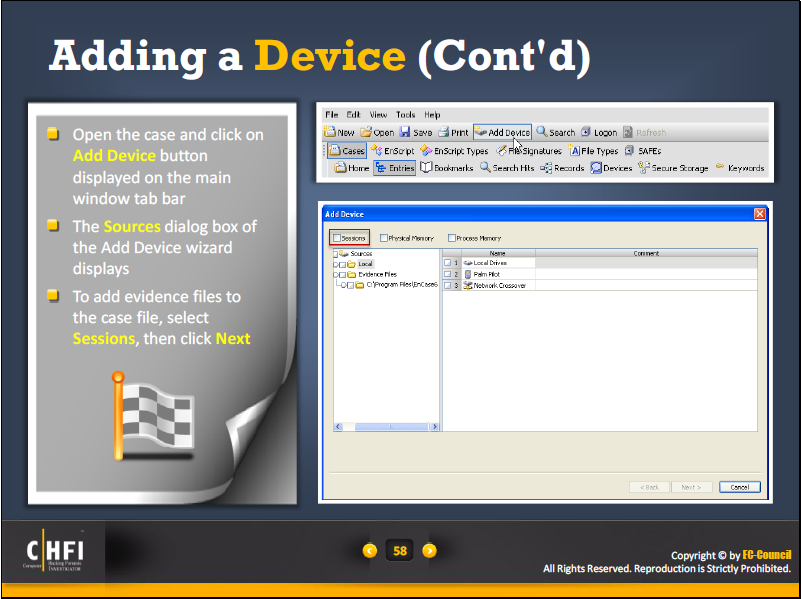 Adding a Device (Cont'd)
Open the case and click on
Add Device button
displayed on the main
window tab bar
The Sources dialog box of
the Add Device wizard
displays
To add evidence files to
the case file, select
Sessions, then click Next
File Edit View Tools Help
New Open Save Print Add Device Search Logon Refresh
Cases EnScript EnScript Types File Signatures File Types SAFEs
Home Entries Bookmarks Search Hits Records Devices Secure Storage Keywords
Add Device
Sessions Physical Memory Process Memory
Sources
Local
Evidence Files
C:\Program Files\EnCase6
Name Comment
1 Local Drives
2 Palm Pilot
3 Network Crossover
< Back Next > Cancel
CHFI
Computer Hacking Forensic
INVESTIGATOR
58
Copyright © by EC-Council
All Rights Reserved. Reproduction is Strictly Prohibited.